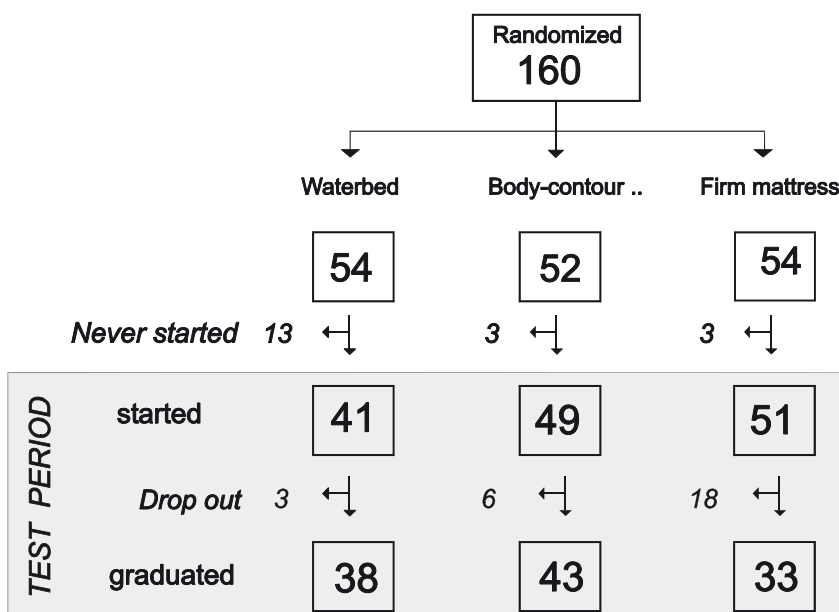 Randomized
160
Waterbed Body-contour .. Firm mattress
54 52 54
Never started 13 3 3
started 41 49 51
Drop out 3 6 18
graduated 38 43 33
TEST PERIOD